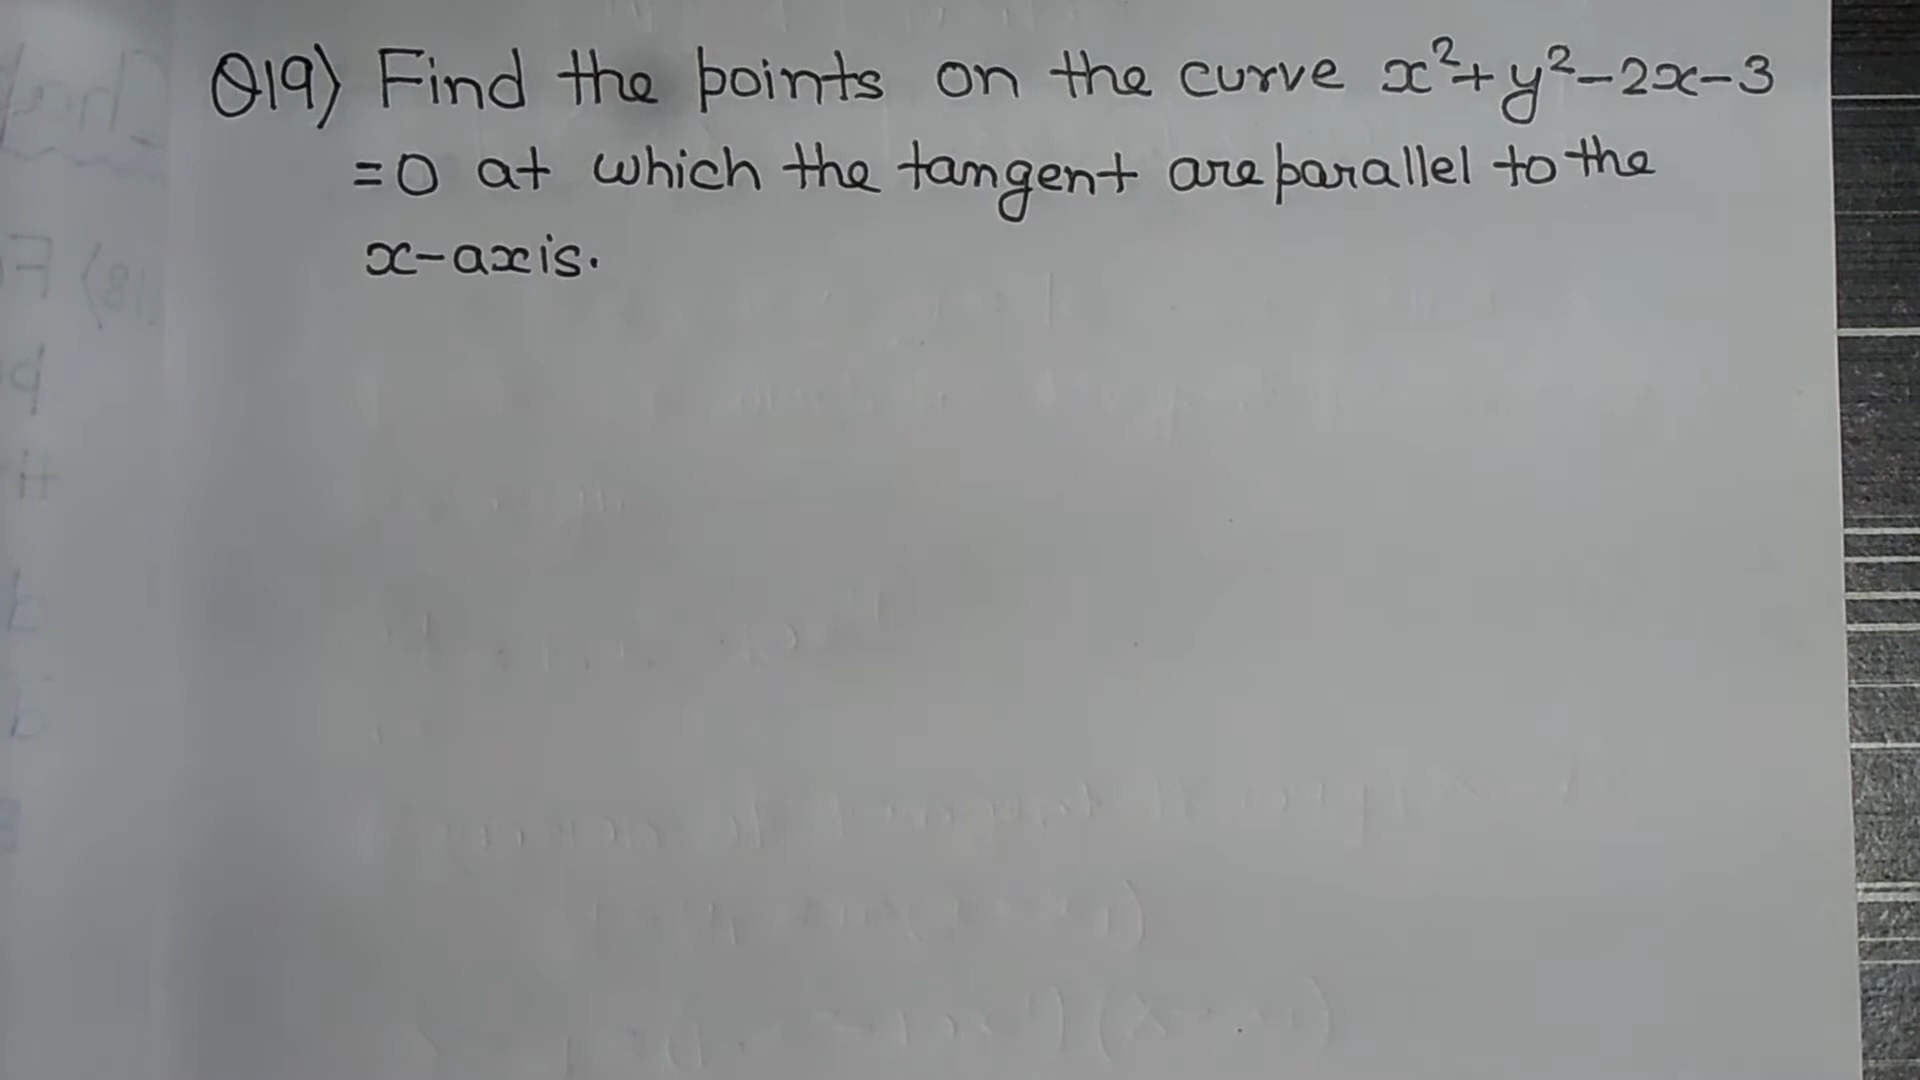 Q19) Find the points on the curve x²+y²-2x-3
=0 at which the tangent are parallel to the
x-axis.